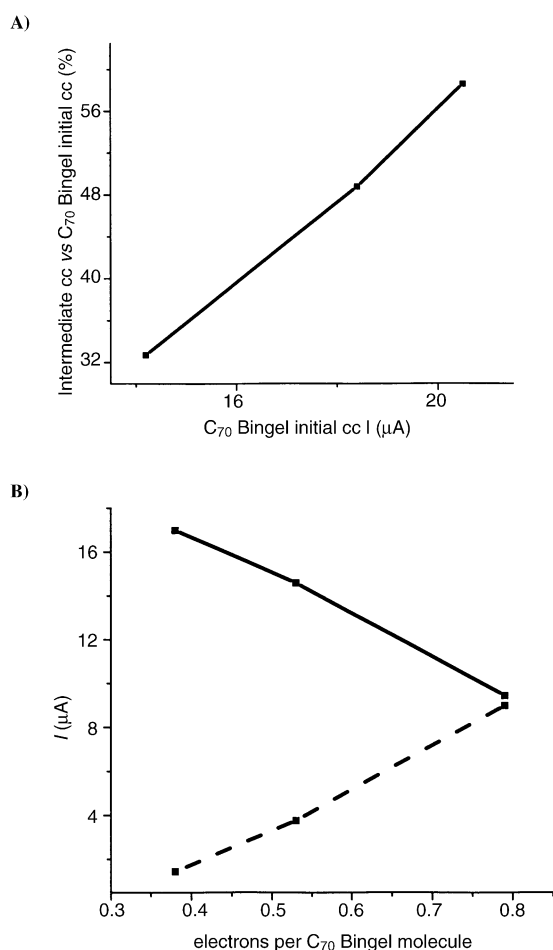 A)
Intermediate cc vs C70 Bingel initial cc (%)
56
48
40
32
16 20
C70 Bingel initial cc I (μA)
B)
I (μA)
16
12
8
4
0.3 0.4 0.5 0.6 0.7 0.8
electrons per C70 Bingel molecule